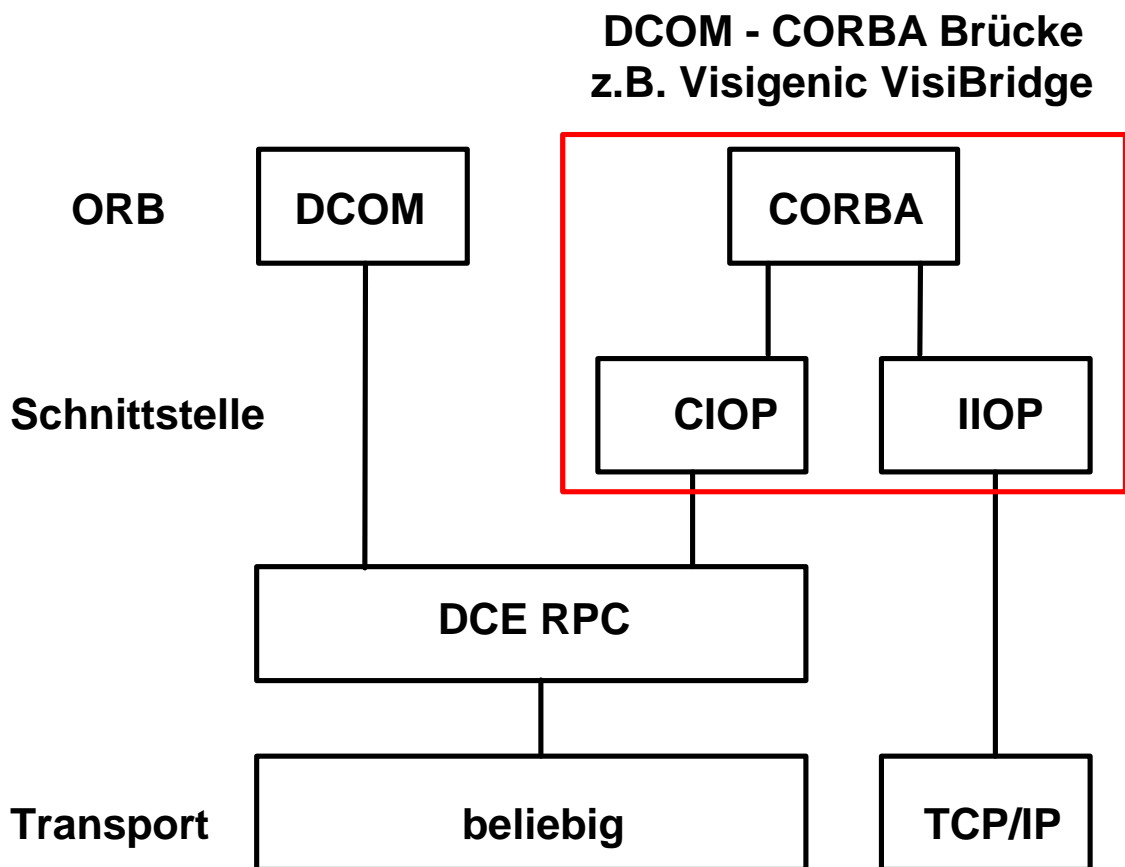 DCOM - CORBA Brücke
z.B. Visigenic VisiBridge
ORB DCOM CORBA
Schnittstelle CIOP IIOP
DCE RPC
Transport beliebig TCP/IP